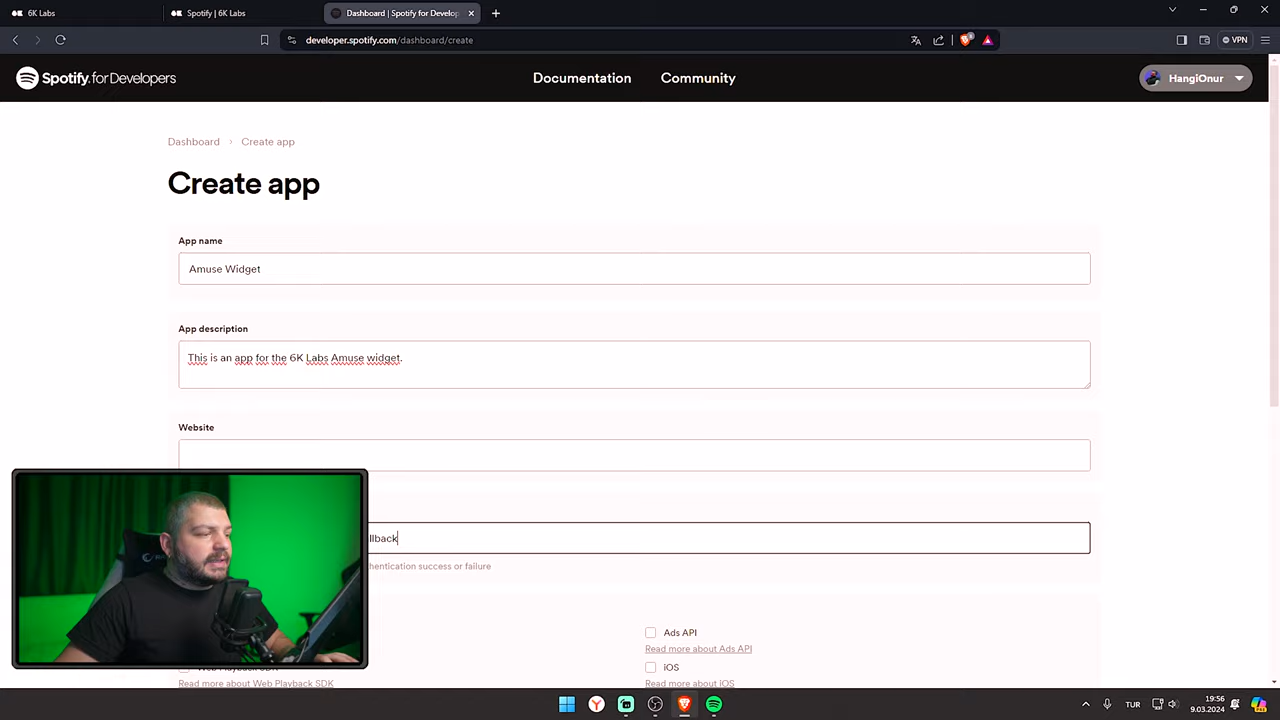 6K Labs
Spotify | 6K Labs
Dashboard | Spotify for Develop
developer.spotify.com/dashboard/create
VPN
Spotify for Developers
Documentation
Community
HangiOnur
Dashboard › Create app
Create app
App name
Amuse Widget
App description
This is an app for the 6K Labs Amuse widget.
Website
llback
hentication success or failure
Ads API
Read more about Ads API
Web Playback SDK
iOS
Read more about Web Playback SDK
Read more about iOS
TUR
19:56
9.03.2024